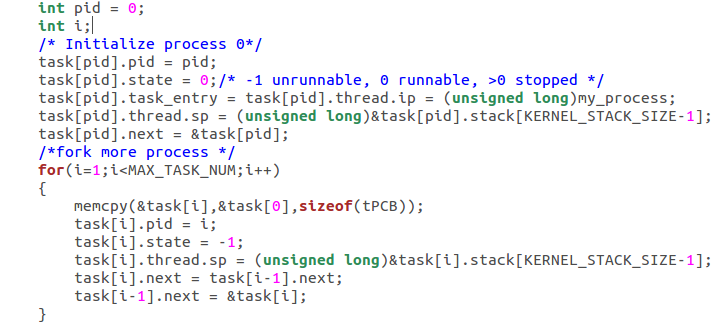 int pid = 0;
int i;
/* Initialize process 0*/
task[pid].pid = pid;
task[pid].state = 0;/* -1 unrunnable, 0 runnable, >0 stopped */
task[pid].task_entry = task[pid].thread.ip = (unsigned long)my_process;
task[pid].thread.sp = (unsigned long)&task[pid].stack[KERNEL_STACK_SIZE-1];
task[pid].next = &task[pid];
/*fork more process */
for(i=1;i<MAX_TASK_NUM;i++)
{
    memcpy(&task[i],&task[0],sizeof(tPCB));
    task[i].pid = i;
    task[i].state = -1;
    task[i].thread.sp = (unsigned long)&task[i].stack[KERNEL_STACK_SIZE-1];
    task[i].next = task[i-1].next;
    task[i-1].next = &task[i];
}